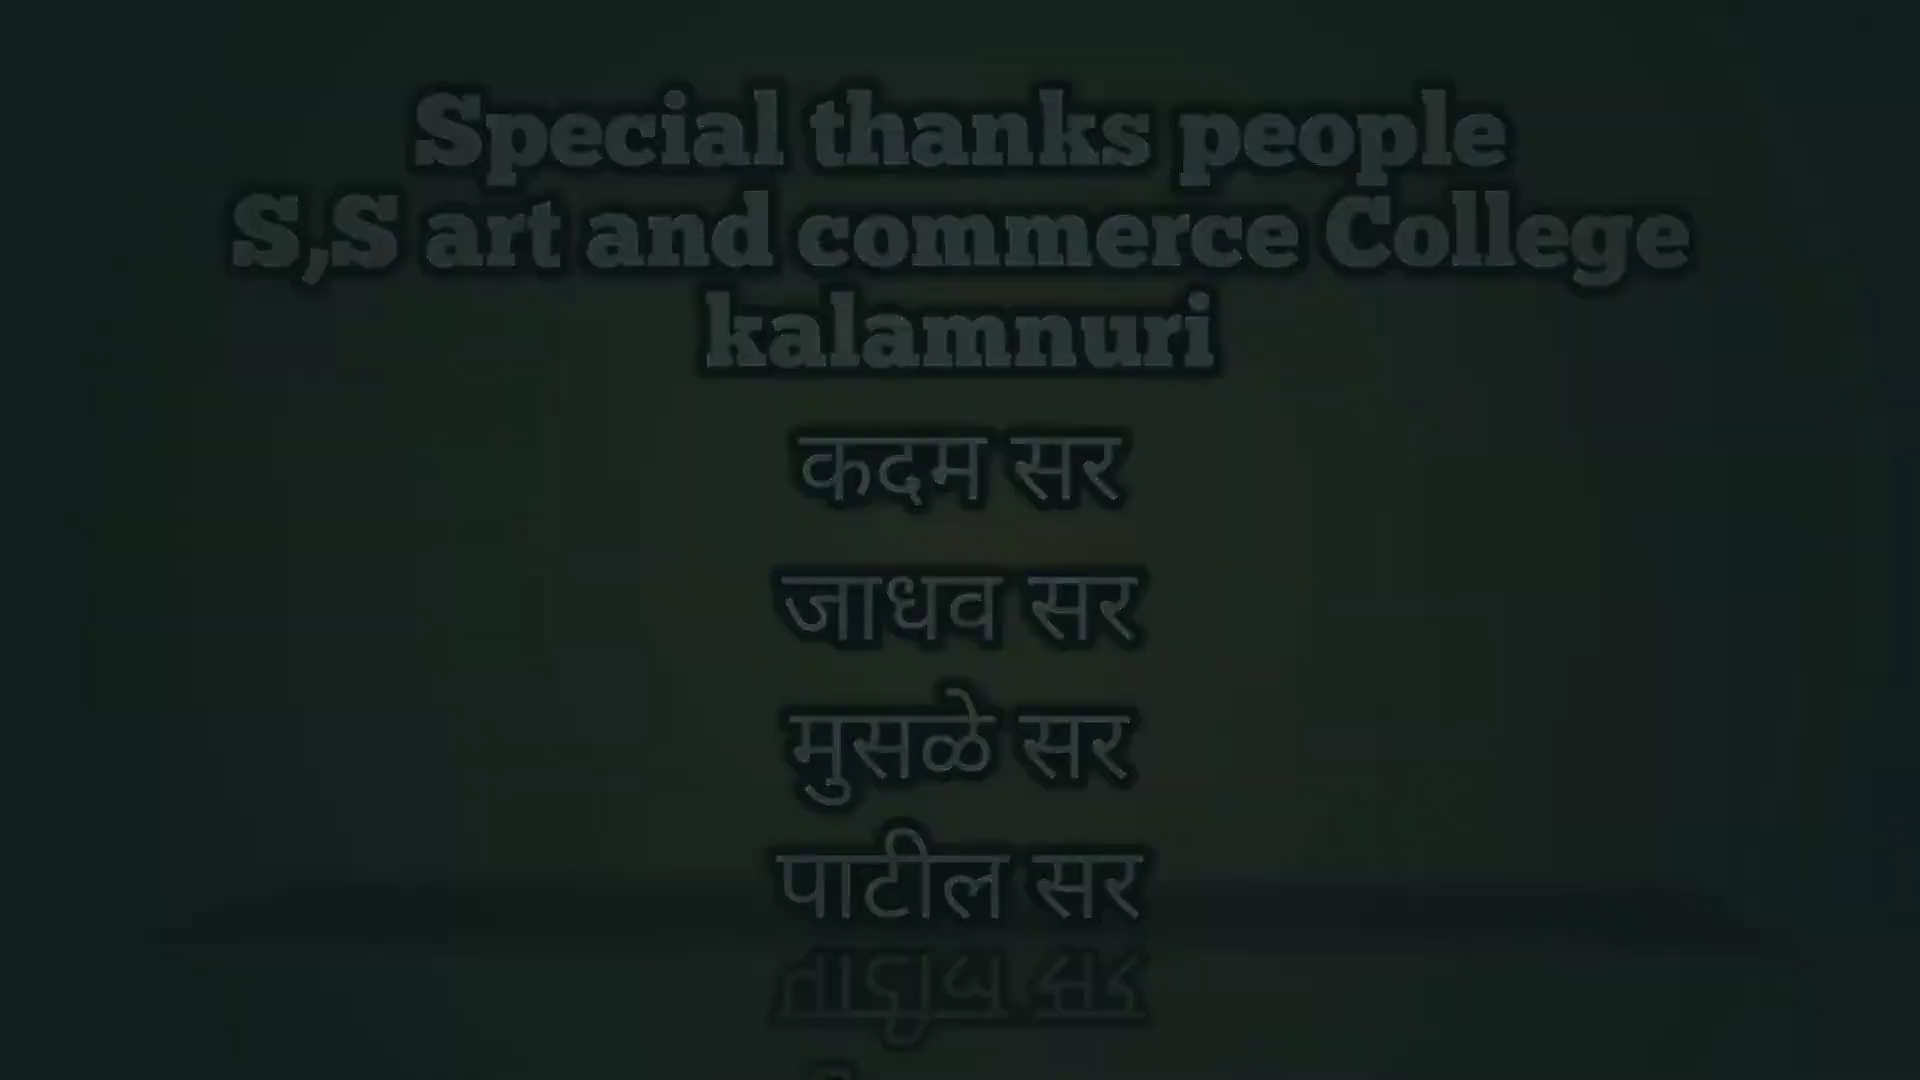 Special thanks people
S,S art and commerce College
kalamnuri
कदम सर
जाधव सर
मुसळे सर
पाटील सर